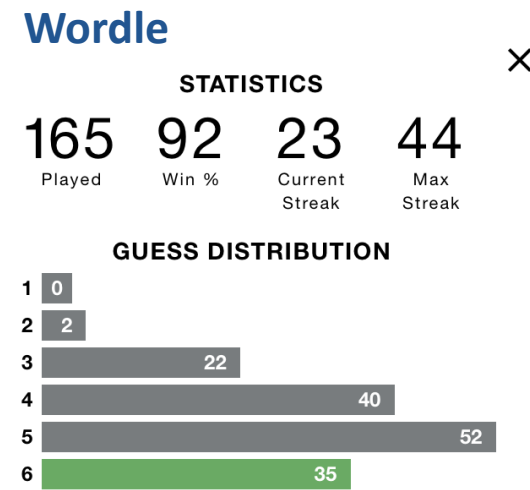 Wordle
STATISTICS
165 92 23 44
Played Win % Current Streak Max Streak
GUESS DISTRIBUTION
1 0
2 2
3 22
4 40
5 52
6 35